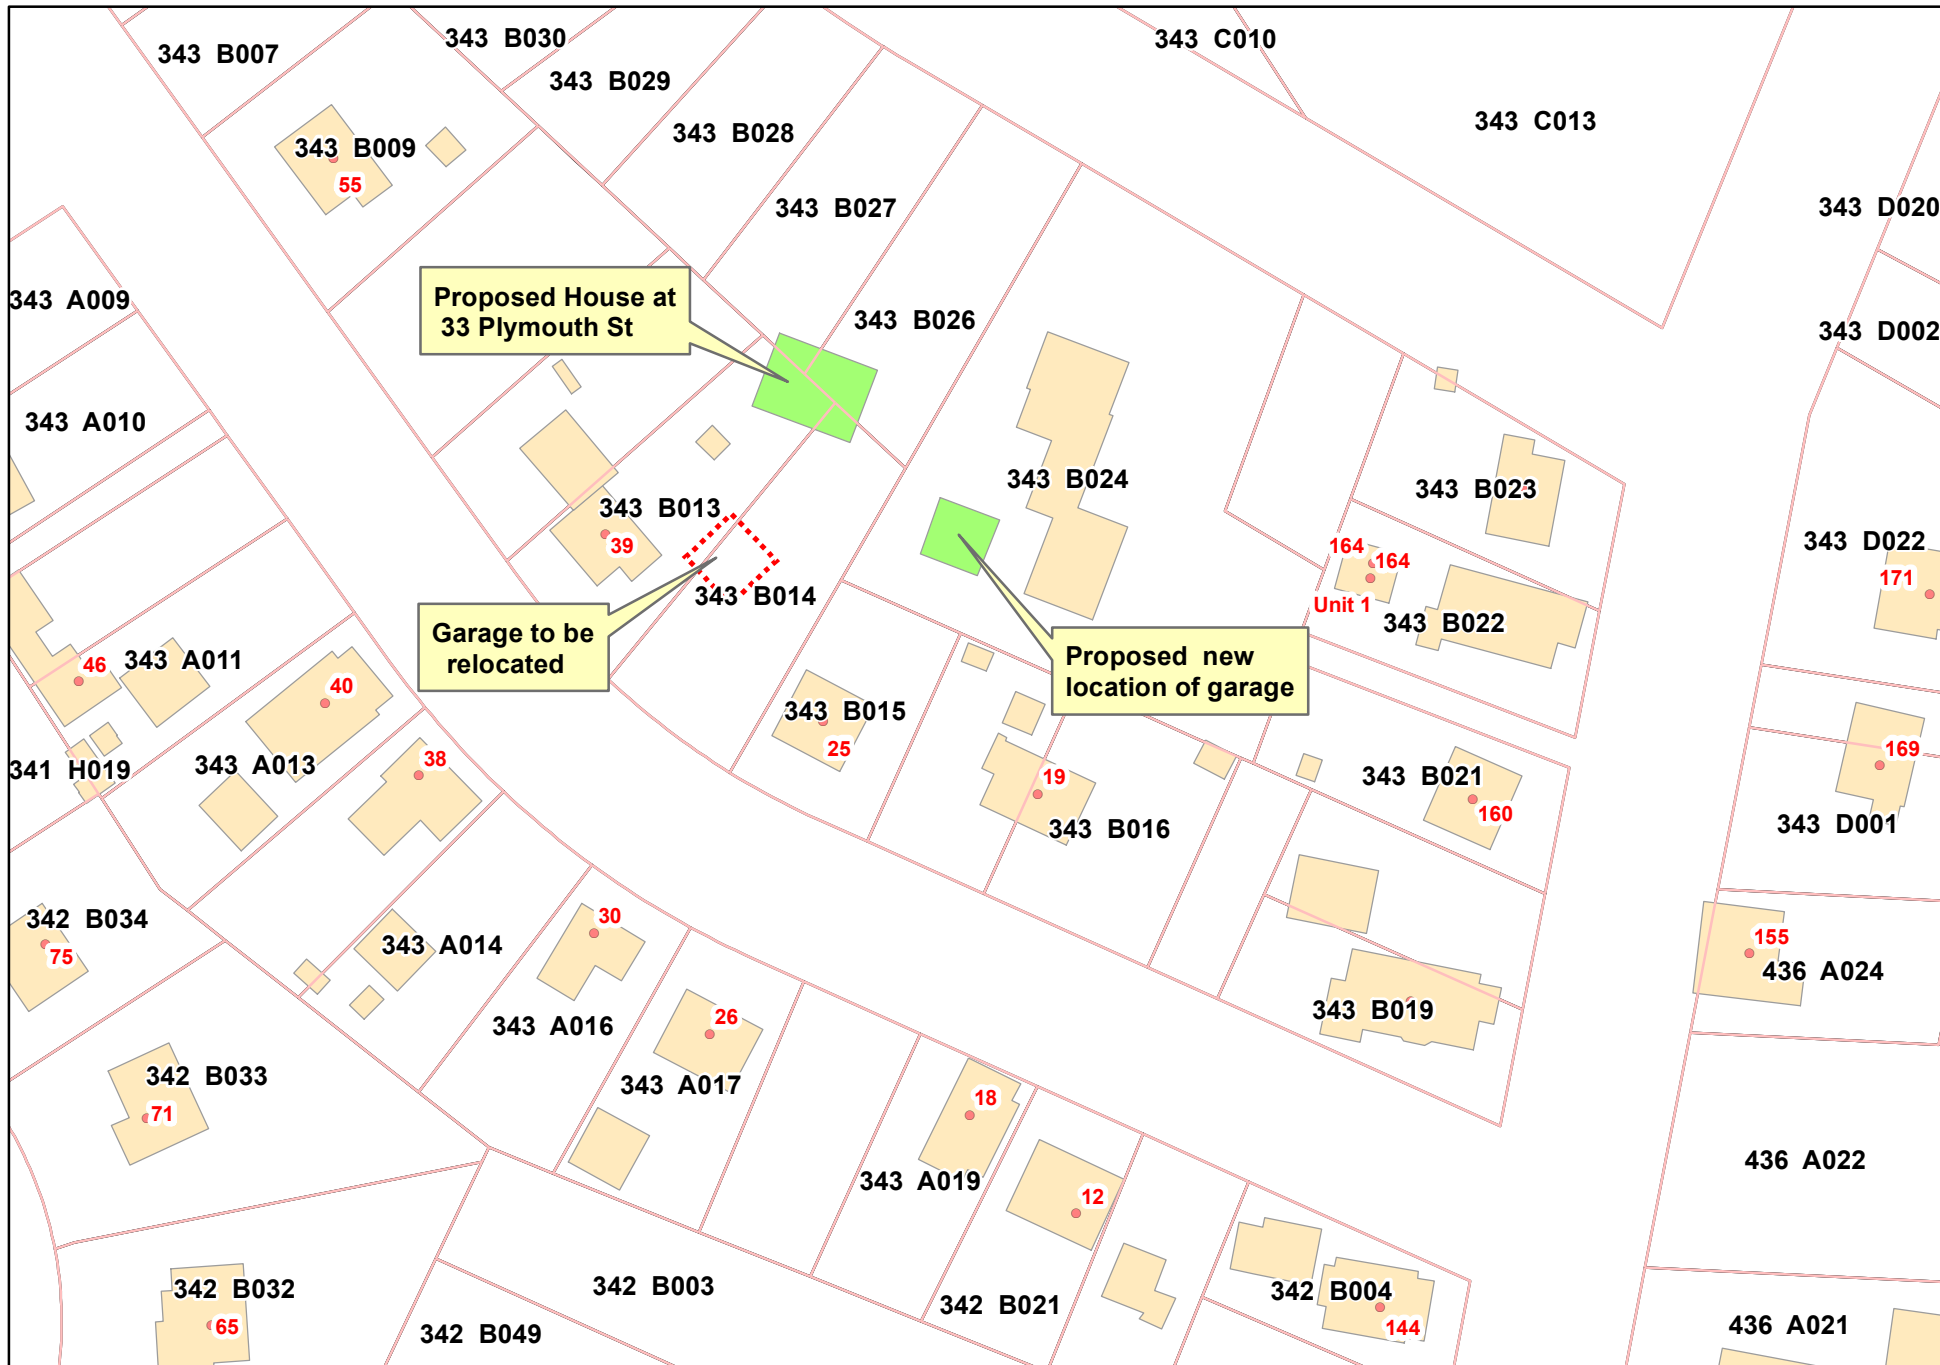 343 B007
343 B030
343 B029
343 C010
343 C013
343 B028
343 B009
55
343 B027
343 D020
343 A009
Proposed House at
33 Plymouth St
343 B026
343 D002
343 A010
343 B024
343 B023
343 B013
39
164
164
Unit 1
343 D022
171
343 B014
343 B022
Garage to be
relocated
Proposed new
location of garage
46
343 A011
40
343 B015
25
38
341 H019
343 A013
19
343 B016
343 B021
160
169
343 D001
342 B034
75
30
343 A014
155
436 A024
343 A016
26
343 B019
342 B033
71
343 A017
18
343 A019
12
436 A022
342 B032
65
342 B003
342 B021
342 B004
144
342 B049
436 A021